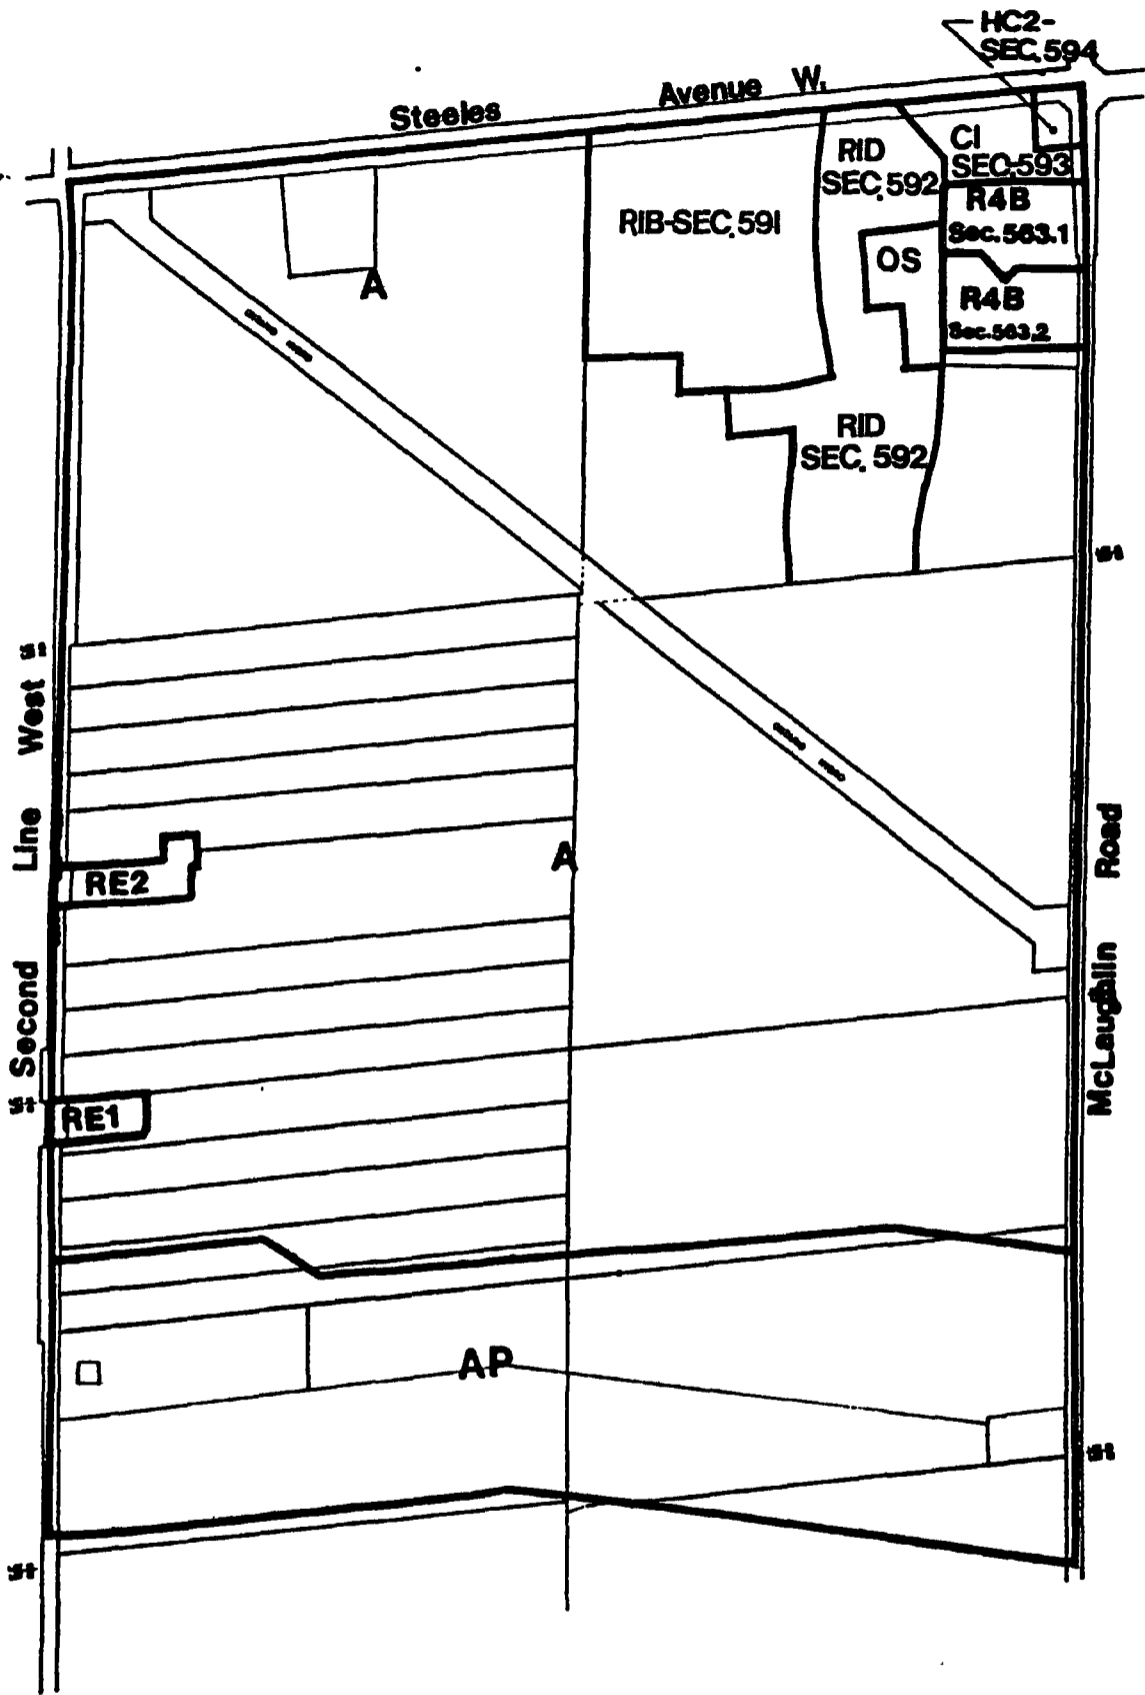 HC2-
SEC. 594
Steeles Avenue W.
RID
SEC. 592
CI
SEC. 593
R4B
Sec. 563.1
RIB-SEC. 591
OS
R4B
Sec. 563.2
A
RID
SEC. 592
Second Line West
McLaughlin Road
A
RE2
RE1
AP